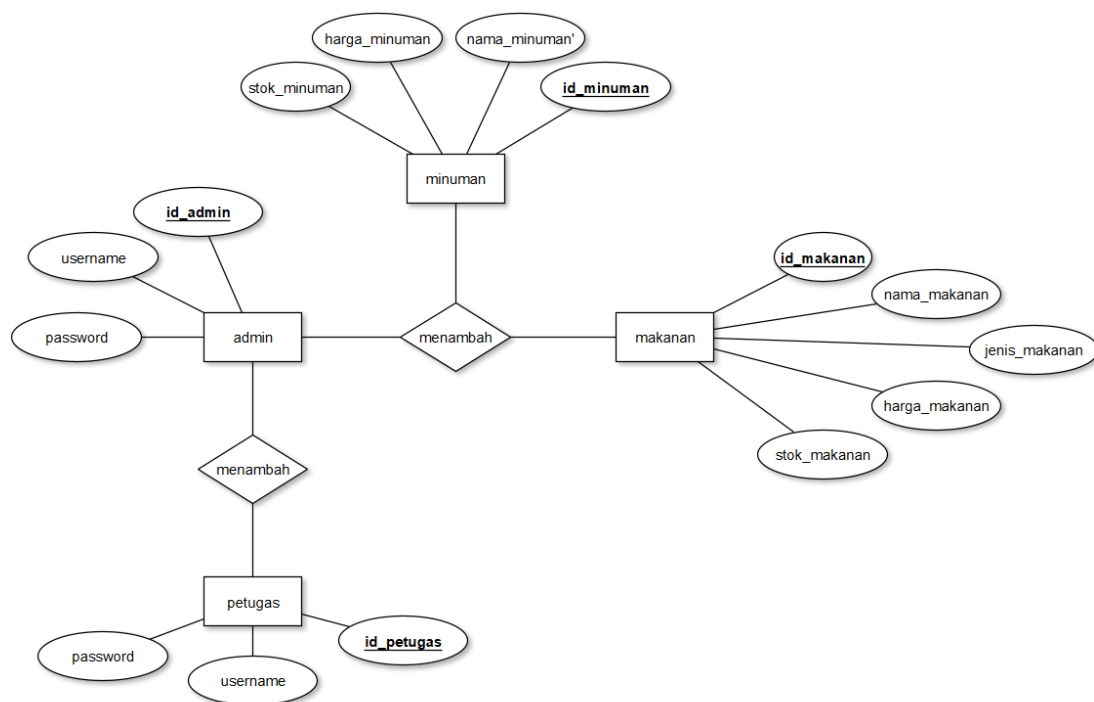 harga_minuman
nama_minuman'
stok_minuman
id_minuman
minuman
id_admin
username
password
admin
menambah
makanan
id_makanan
nama_makanan
jenis_makanan
harga_makanan
stok_makanan
menambah
petugas
password
username
id_petugas